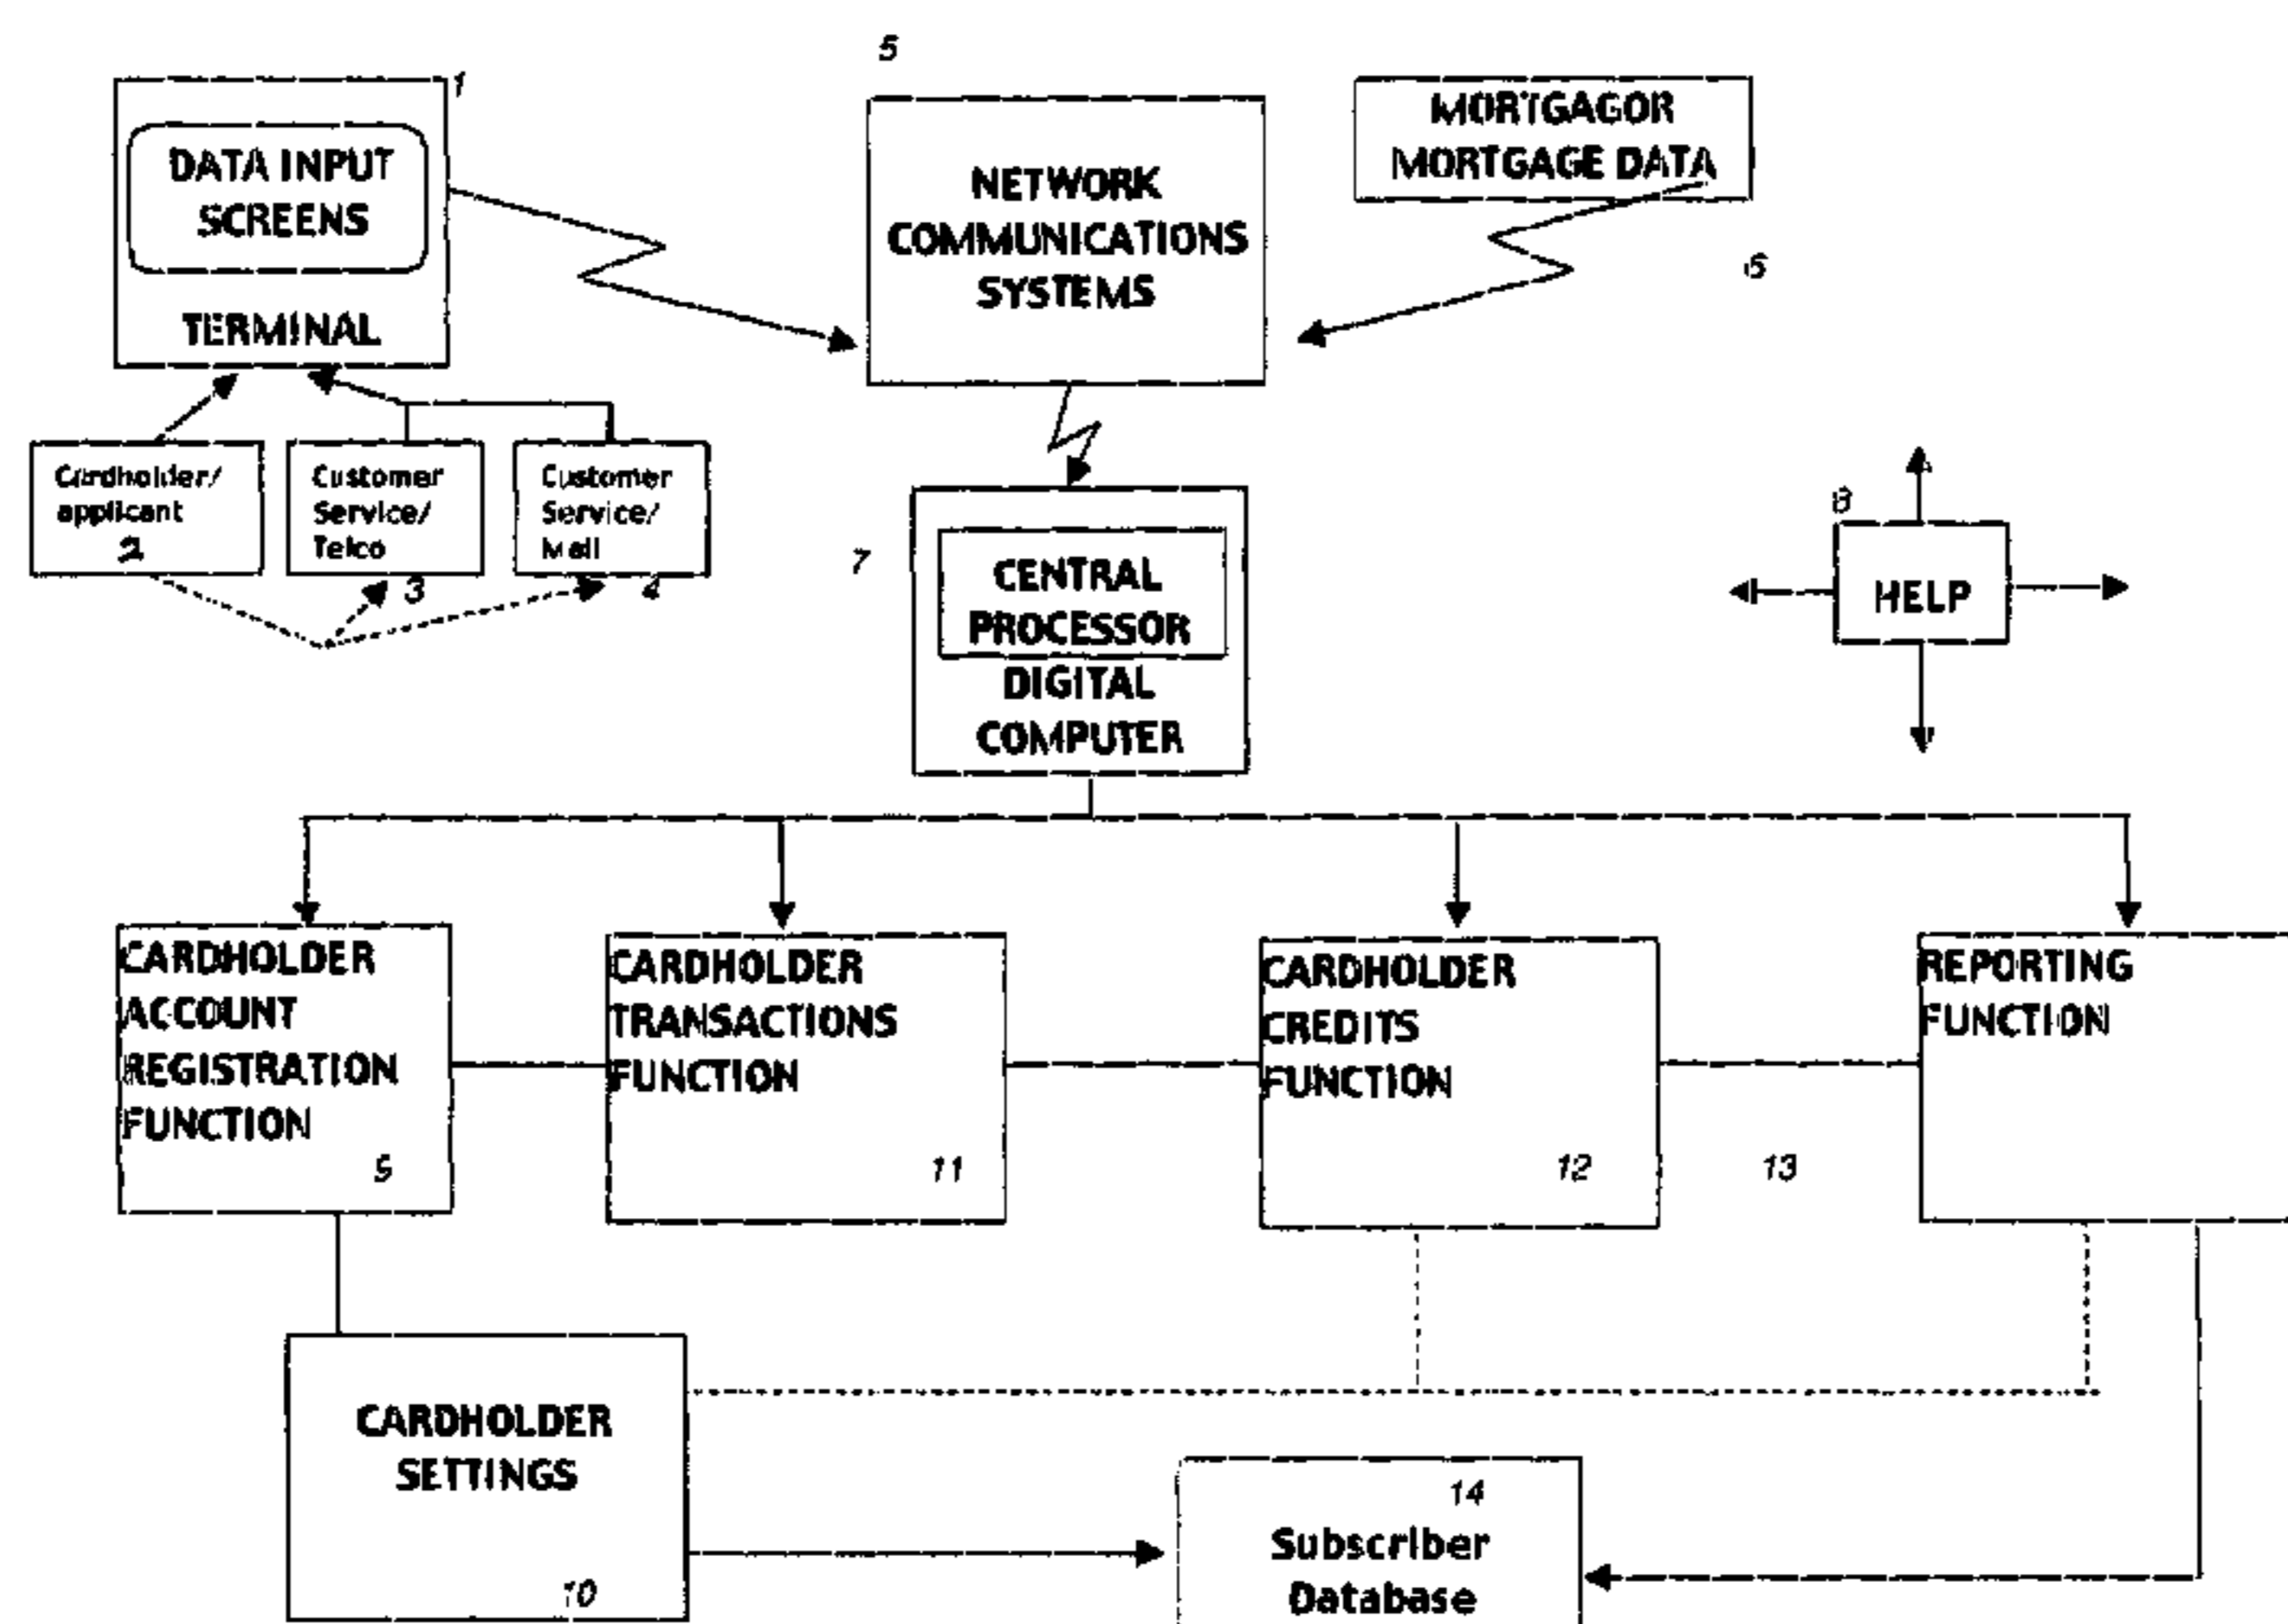 1
DATA INPUT
SCREENS
TERMINAL
5
NETWORK
COMMUNICATIONS
SYSTEMS
MORTGAGOR
MORTGAGE DATA
6
Cardholder/
applicant
2
Customer
Service/
Telco
3
Customer
Service/
Mail
4
7
CENTRAL
PROCESSOR
DIGITAL
COMPUTER
8
HELP
CARDHOLDER
ACCOUNT
REGISTRATION
FUNCTION
9
CARDHOLDER
TRANSACTIONS
FUNCTION
11
CARDHOLDER
CREDITS
FUNCTION
12
13
REPORTING
FUNCTION
CARDHOLDER
SETTINGS
10
14
Subscriber
Database